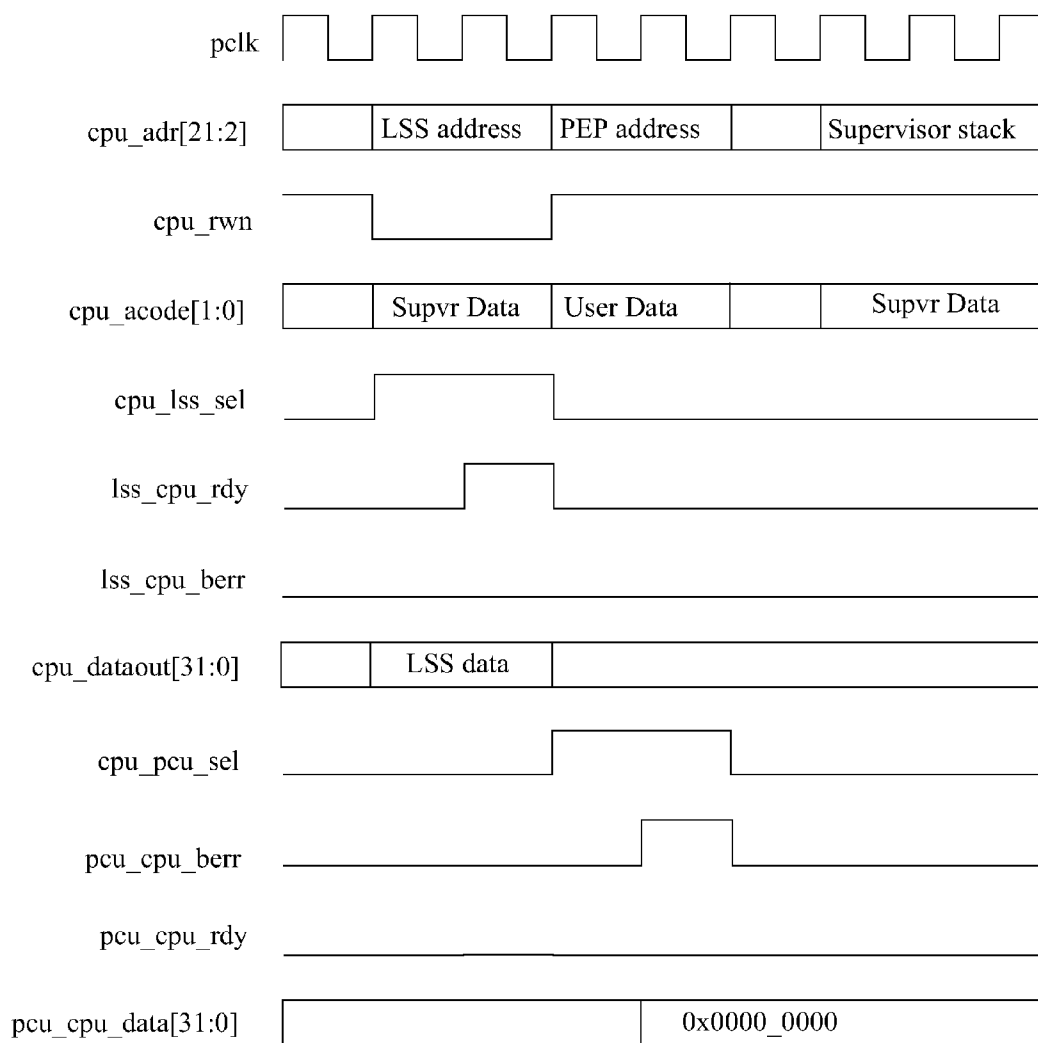 pclk
cpu_adr[21:2] LSS address PEP address Supervisor stack
cpu_rwn
cpu_acode[1:0] Supvr Data User Data Supvr Data
cpu_lss_sel
lss_cpu_rdy
lss_cpu_berr
cpu_dataout[31:0] LSS data
cpu_pcu_sel
pcu_cpu_berr
pcu_cpu_rdy
pcu_cpu_data[31:0] 0x0000_0000